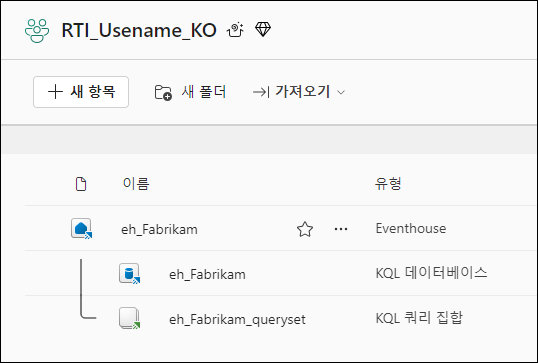 RTI_Usename_KO
새 항목 새 폴더 가져오기
이름 유형
eh_Fabrikam Eventhouse
eh_Fabrikam KQL 데이터베이스
eh_Fabrikam_queryset KQL 쿼리 집합